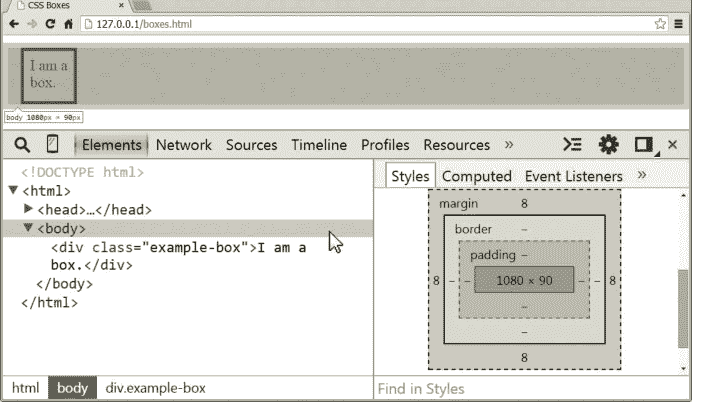 CSS Boxes ×
127.0.0.1/boxes.html
I am a
box.
body 1080px × 90px
Elements Network Sources Timeline Profiles Resources » ×
<!DOCTYPE html>
▼<html>
▶<head>…</head>
▼<body>
<div class="example-box">I am a
box.</div>
</body>
</html>
html body div.example-box
Styles Computed Event Listeners »
margin 8
border –
padding –
8 – – 1080 × 90 – – 8
–
–
8
Find in Styles